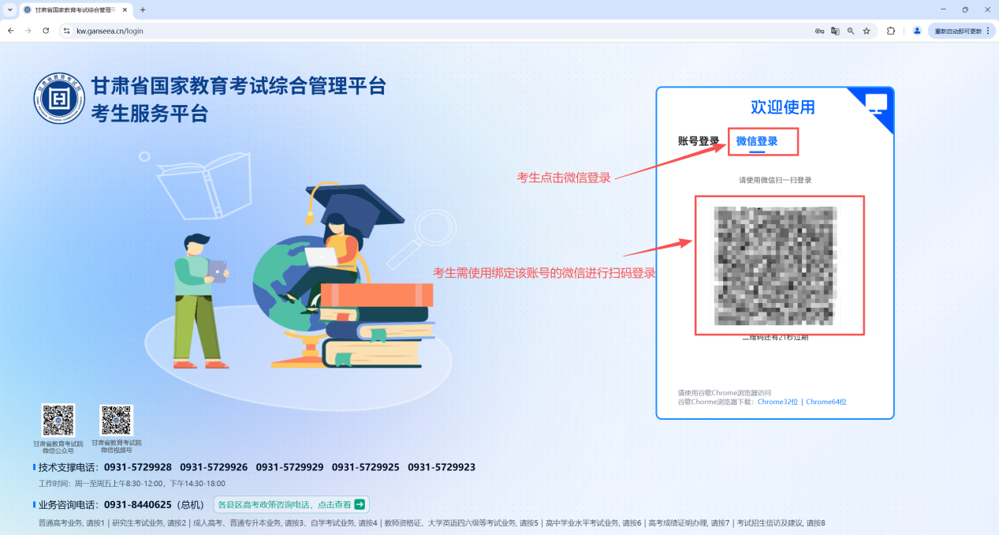 甘肃省国家教育考试综合管理平
kw.ganseea.cn/login
重新启动即可更新
甘肃省国家教育考试综合管理平台
考生服务平台
欢迎使用
账号登录 微信登录
考生点击微信登录
请使用微信扫一扫登录
考生需使用绑定该账号的微信进行扫码登录
二维码还有21秒过期
请使用谷歌Chrome浏览器访问
谷歌Chorme浏览器下载：Chrome32位 | Chrome64位
甘肃省教育考试院
微信公众号
甘肃省教育考试院
微信视频号
技术支撑电话：0931-5729928 0931-5729926 0931-5729929 0931-5729925 0931-5729923
工作时间：周一至周五上午8:30-12:00，下午14:30-18:00
业务咨询电话：0931-8440625（总机） 各县区高考政策咨询电话，点击查看
普通高考业务, 请按1 | 研究生考试业务, 请按2 | 成人高考、普通专升本业务, 请按3、自学考试业务, 请按4 | 教师资格证、大学英语四六级等考试业务, 请按5 | 高中学业水平考试业务, 请按6 | 高考成绩证明办理, 请按7 | 考试招生信访及建议, 请按8